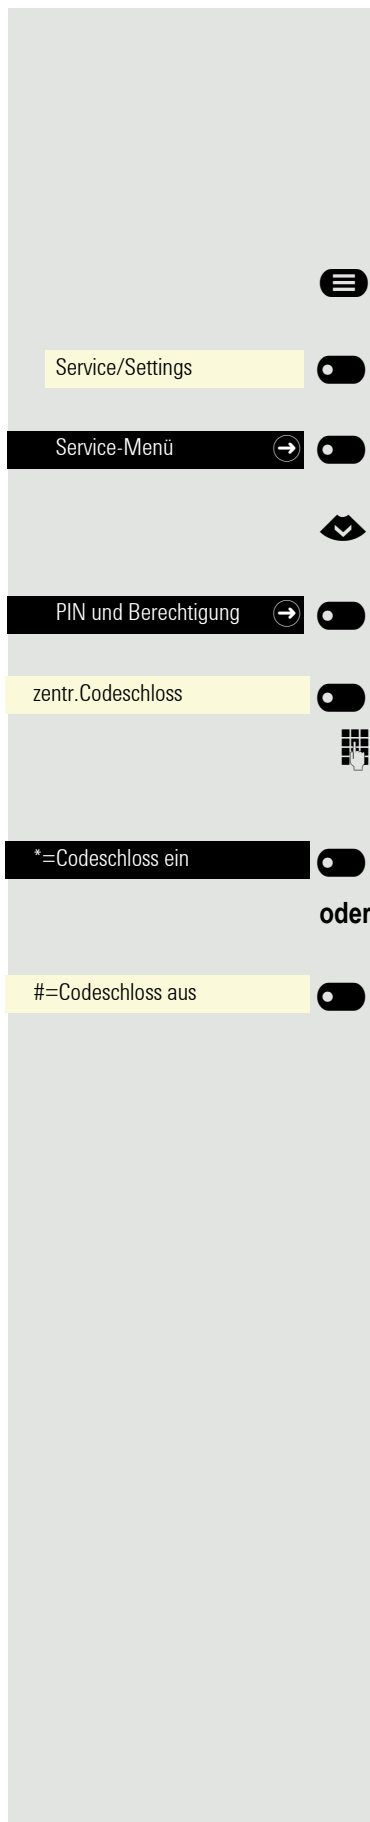 Service/Settings
Service-Menü
PIN und Berechtigung
zentr.Codeschloss
*=Codeschloss ein
oder
#=Codeschloss aus